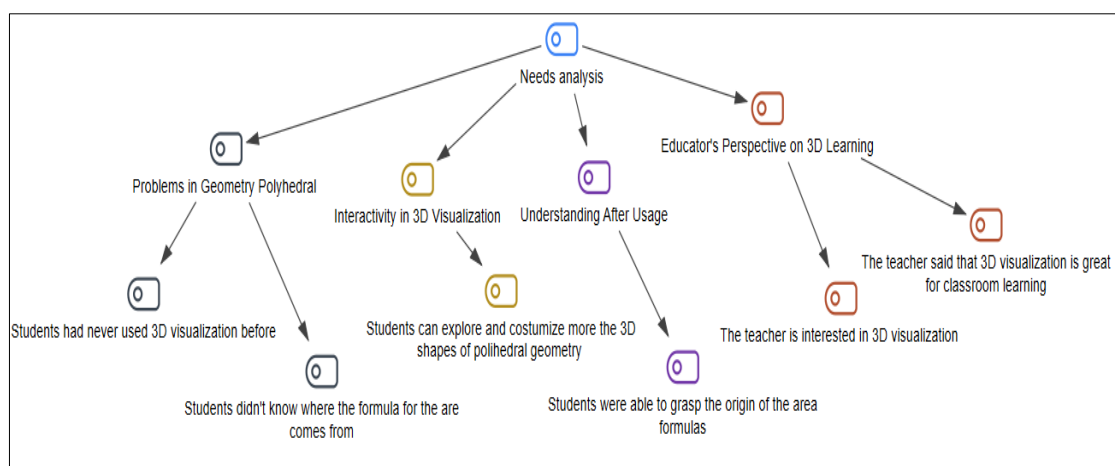 Needs analysis
Problems in Geometry Polyhedral
Interactivity in 3D Visualization
Understanding After Usage
Educator's Perspective on 3D Learning
Students had never used 3D visualization before
Students didn't know where the formula for the are
comes from
Students can explore and costumize more the 3D
shapes of polihedral geometry
Students were able to grasp the origin of the area
formulas
The teacher is interested in 3D visualization
The teacher said that 3D visualization is great
for classroom learning